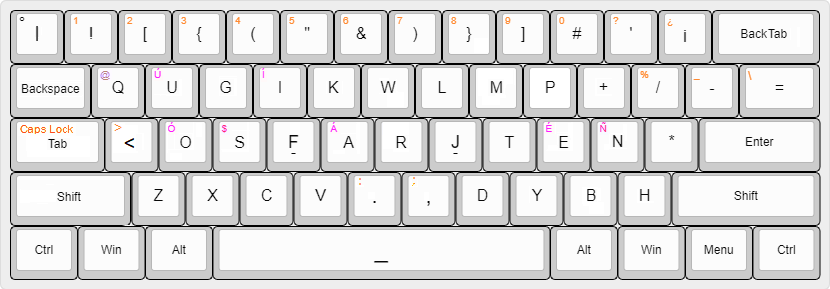 ° 1 2 3 4 5 6 7 8 9 0 ? ¿
| ! [ { ( " & ) } ] # ' ¡ BackTab
@ Ú Í % _ \
Backspace Q U G I K W L M P + / - =
Caps Lock > Ó $ Á É Ñ
Tab < O S F A R J T E N * Enter
: ;
Shift Z X C V . , D Y B H Shift
Ctrl Win Alt _ Alt Win Menu Ctrl